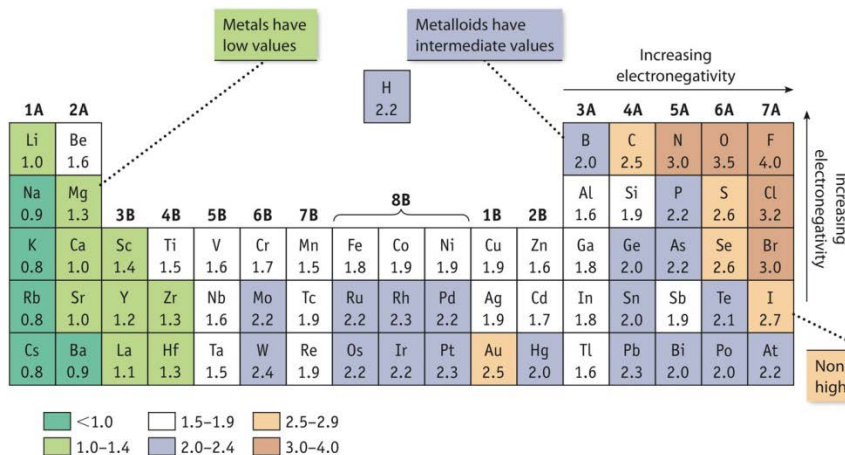 Metals have
low values
Metalloids have
intermediate values
Increasing
electronegativity
H
2.2
1A 2A 3A 4A 5A 6A 7A
Li Be B C N O F
1.0 1.6 2.0 2.5 3.0 3.5 4.0
Increasing
electronegativity
Na Mg Al Si P S Cl
0.9 1.3 1.6 1.9 2.2 2.6 3.2
3B 4B 5B 6B 7B 8B 1B 2B
K Ca Sc Ti V Cr Mn Fe Co Ni Cu Zn Ga Ge As Se Br
0.8 1.0 1.4 1.5 1.6 1.7 1.5 1.8 1.9 1.9 1.9 1.6 1.8 2.0 2.2 2.6 3.0
Rb Sr Y Zr Nb Mo Tc Ru Rh Pd Ag Cd In Sn Sb Te I
0.8 1.0 1.2 1.3 1.6 2.2 1.9 2.2 2.3 2.2 1.9 1.7 1.8 2.0 1.9 2.1 2.7
Cs Ba La Hf Ta W Re Os Ir Pt Au Hg Tl Pb Bi Po At
0.8 0.9 1.1 1.3 1.5 2.4 1.9 2.2 2.2 2.3 2.5 2.0 1.6 2.3 2.0 2.0 2.2
Non
high
<1.0 1.5–1.9 2.5–2.9
1.0–1.4 2.0–2.4 3.0–4.0